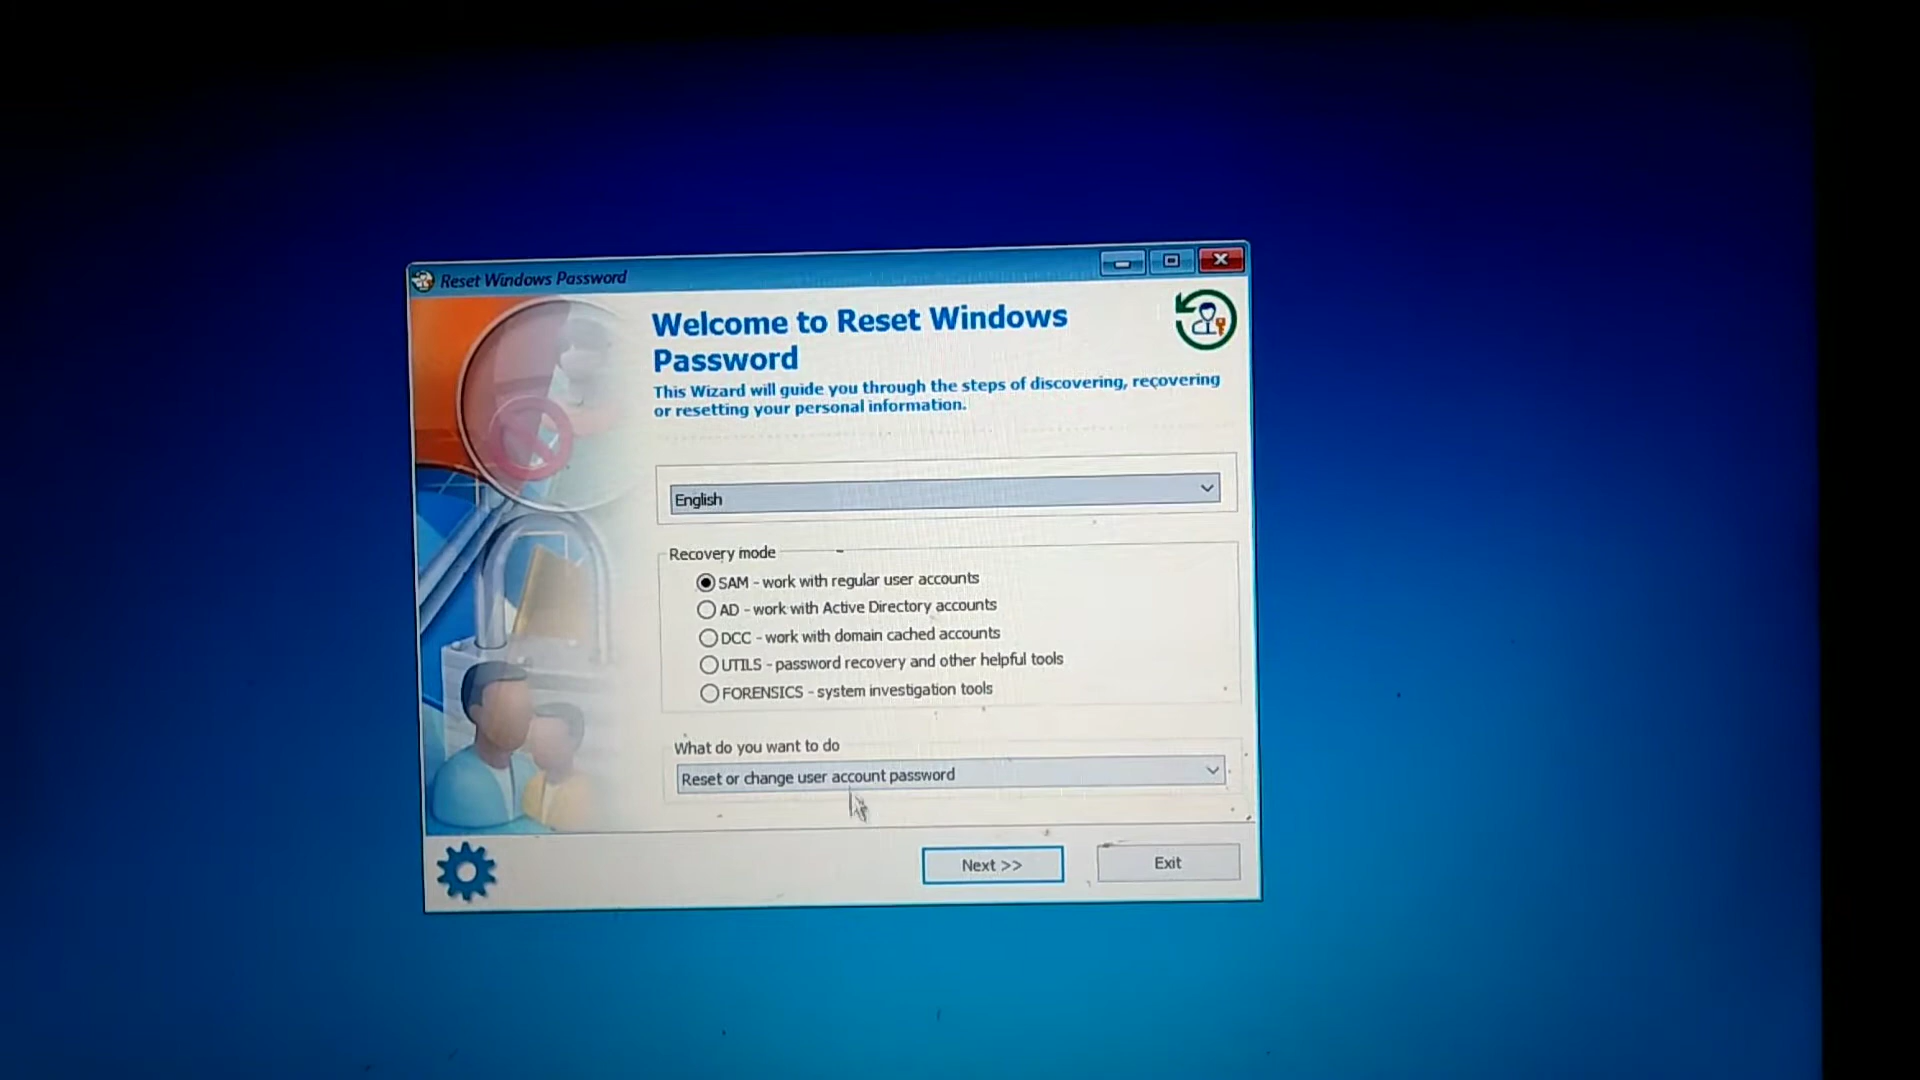 Reset Windows Password
Welcome to Reset Windows
Password
This Wizard will guide you through the steps of discovering, recovering
or resetting your personal information.
English
Recovery mode
SAM - work with regular user accounts
AD - work with Active Directory accounts
DCC - work with domain cached accounts
UTILS - password recovery and other helpful tools
FORENSICS - system investigation tools
What do you want to do
Reset or change user account password
Next >>
Exit